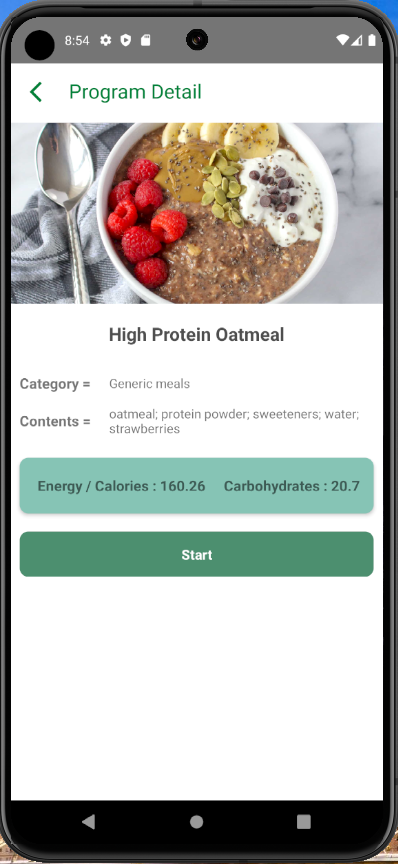 8:54
Program Detail
High Protein Oatmeal
Category = Generic meals
Contents = oatmeal; protein powder; sweeteners; water;
strawberries
Energy / Calories : 160.26 Carbohydrates : 20.7
Start